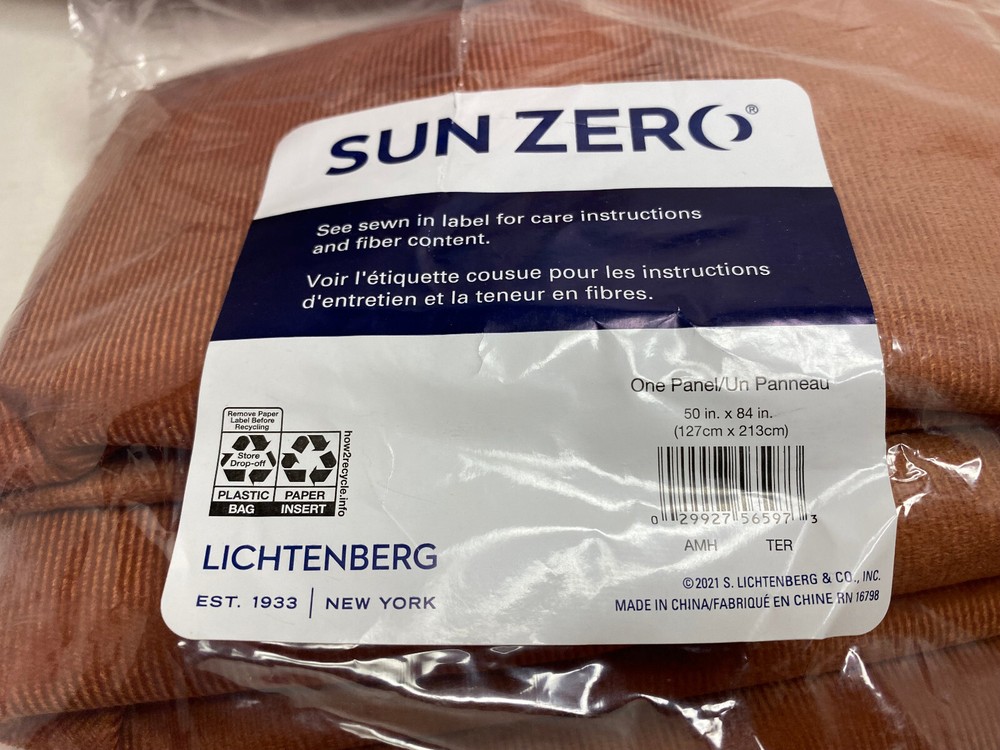 SUN ZERO®
See sewn in label for care instructions
and fiber content.
Voir l'étiquette cousue pour les instructions
d'entretien et la teneur en fibres.
One Panel/Un Panneau
50 in. x 84 in.
(127cm x 213cm)
0 29927 56597 3
AMH TER
Remove Paper
Label Before
Recycling
Store
Drop-off
PLASTIC
BAG
PAPER
INSERT
how2recycle.info
LICHTENBERG
EST. 1933 | NEW YORK
©2021 S. LICHTENBERG & CO., INC.
MADE IN CHINA/FABRIQUÉ EN CHINE RN 16798